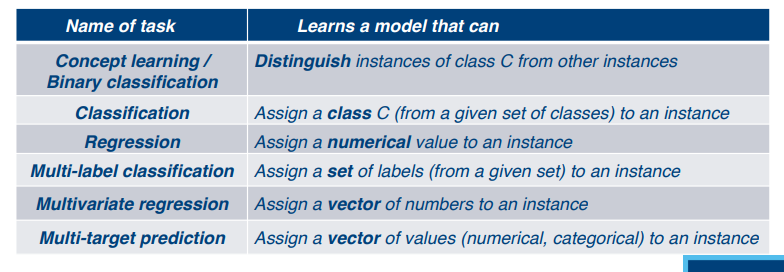 Name of task Learns a model that can
Concept learning / Binary classification Distinguish instances of class C from other instances
Classification Assign a class C (from a given set of classes) to an instance
Regression Assign a numerical value to an instance
Multi-label classification Assign a set of labels (from a given set) to an instance
Multivariate regression Assign a vector of numbers to an instance
Multi-target prediction Assign a vector of values (numerical, categorical) to an instance